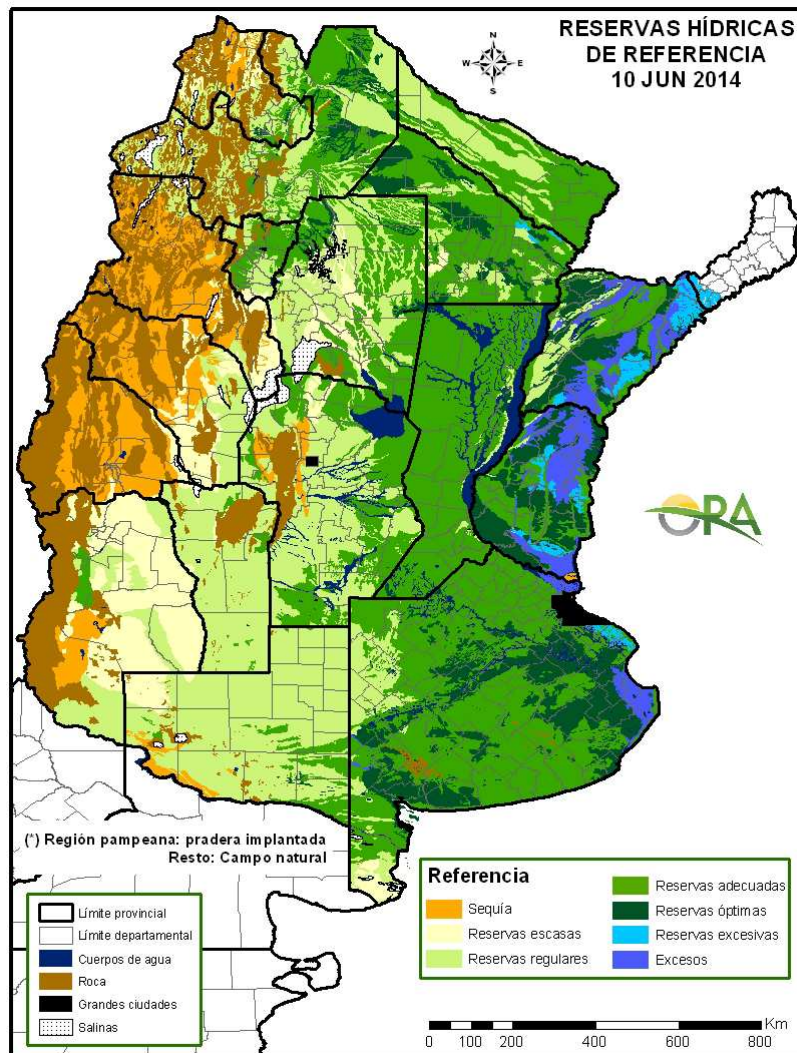 RESERVAS HÍDRICAS
DE REFERENCIA
10 JUN 2014
N
W E
S
OPA
(*) Región pampeana: pradera implantada
Resto: Campo natural
Límite provincial
Límite departamental
Cuerpos de agua
Roca
Grandes ciudades
Salinas
Referencia
Sequía
Reservas escasas
Reservas regulares
Reservas adecuadas
Reservas óptimas
Reservas excesivas
Excesos
Km
0 100 200 400 600 800